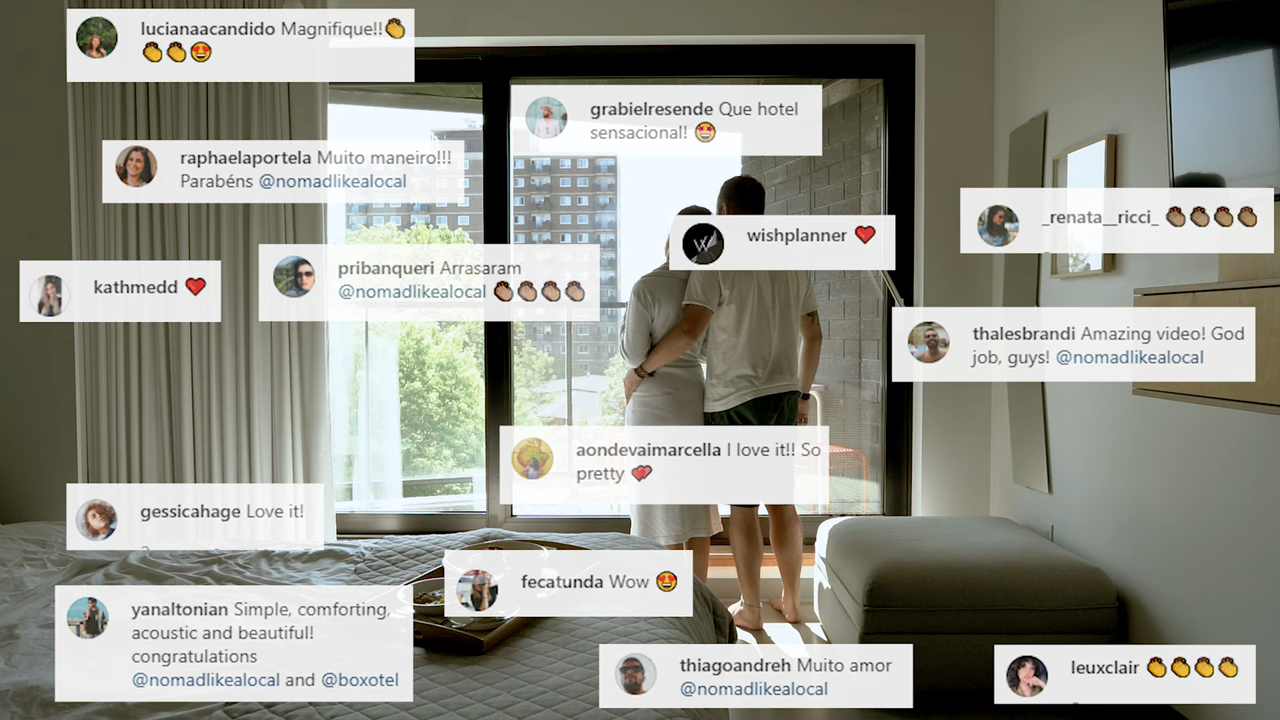 lucianaacandido Magnifique!!👏
👏👏😍
grabielresende Que hotel
sensacional! 🤩
raphaelaportela Muito maneiro!!!
Parabéns @nomadlikealocal
_renata__ricci_ 👏🏼👏🏼👏🏼👏🏼
wishplanner ❤️
pribanqueri Arrasaram
@nomadlikealocal 👏🏼👏🏼👏🏼👏🏼
kathmedd ❤️
thalesbrandi Amazing video! God
job, guys! @nomadlikealocal
aondevaimarcella I love it!! So
pretty ❤️
gessicahage Love it!
fecatunda Wow 😍
yanaltonian Simple, comforting,
acoustic and beautiful!
congratulations
@nomadlikealocal and @boxotel
thiagoandreh Muito amor
@nomadlikealocal
leuxclair 👏👏👏👏